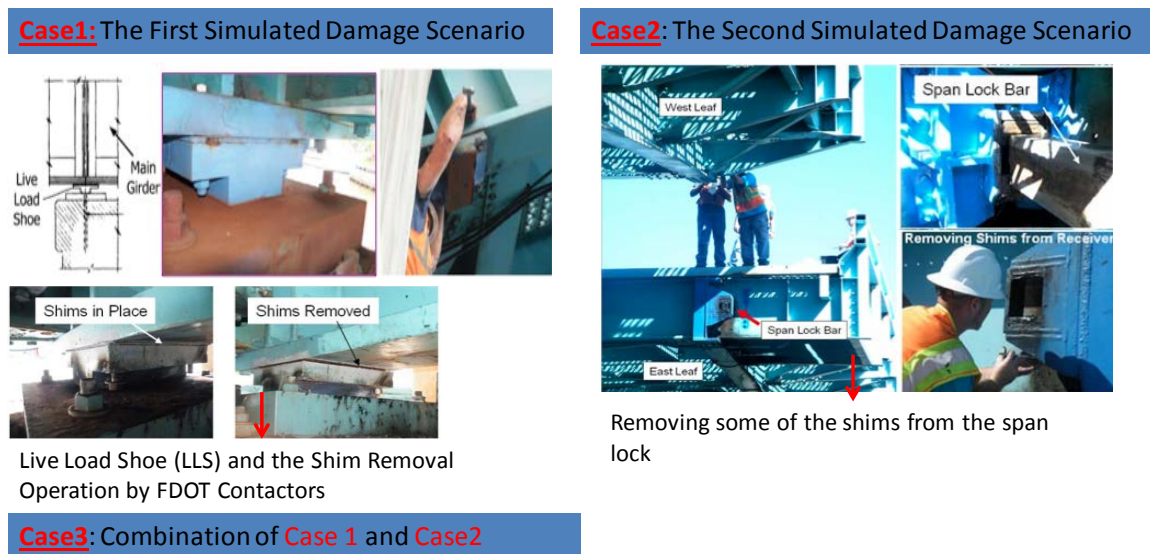 Case1: The First Simulated Damage Scenario
Live
Load
Shoe
Main
Girder
Shims in Place
Shims Removed
Live Load Shoe (LLS) and the Shim Removal
Operation by FDOT Contactors
Case2: The Second Simulated Damage Scenario
West Leaf
Span Lock Bar
Removing Shims from Receiver
Span Lock Bar
East Leaf
Removing some of the shims from the span
lock
Case3: Combination of Case 1 and Case2